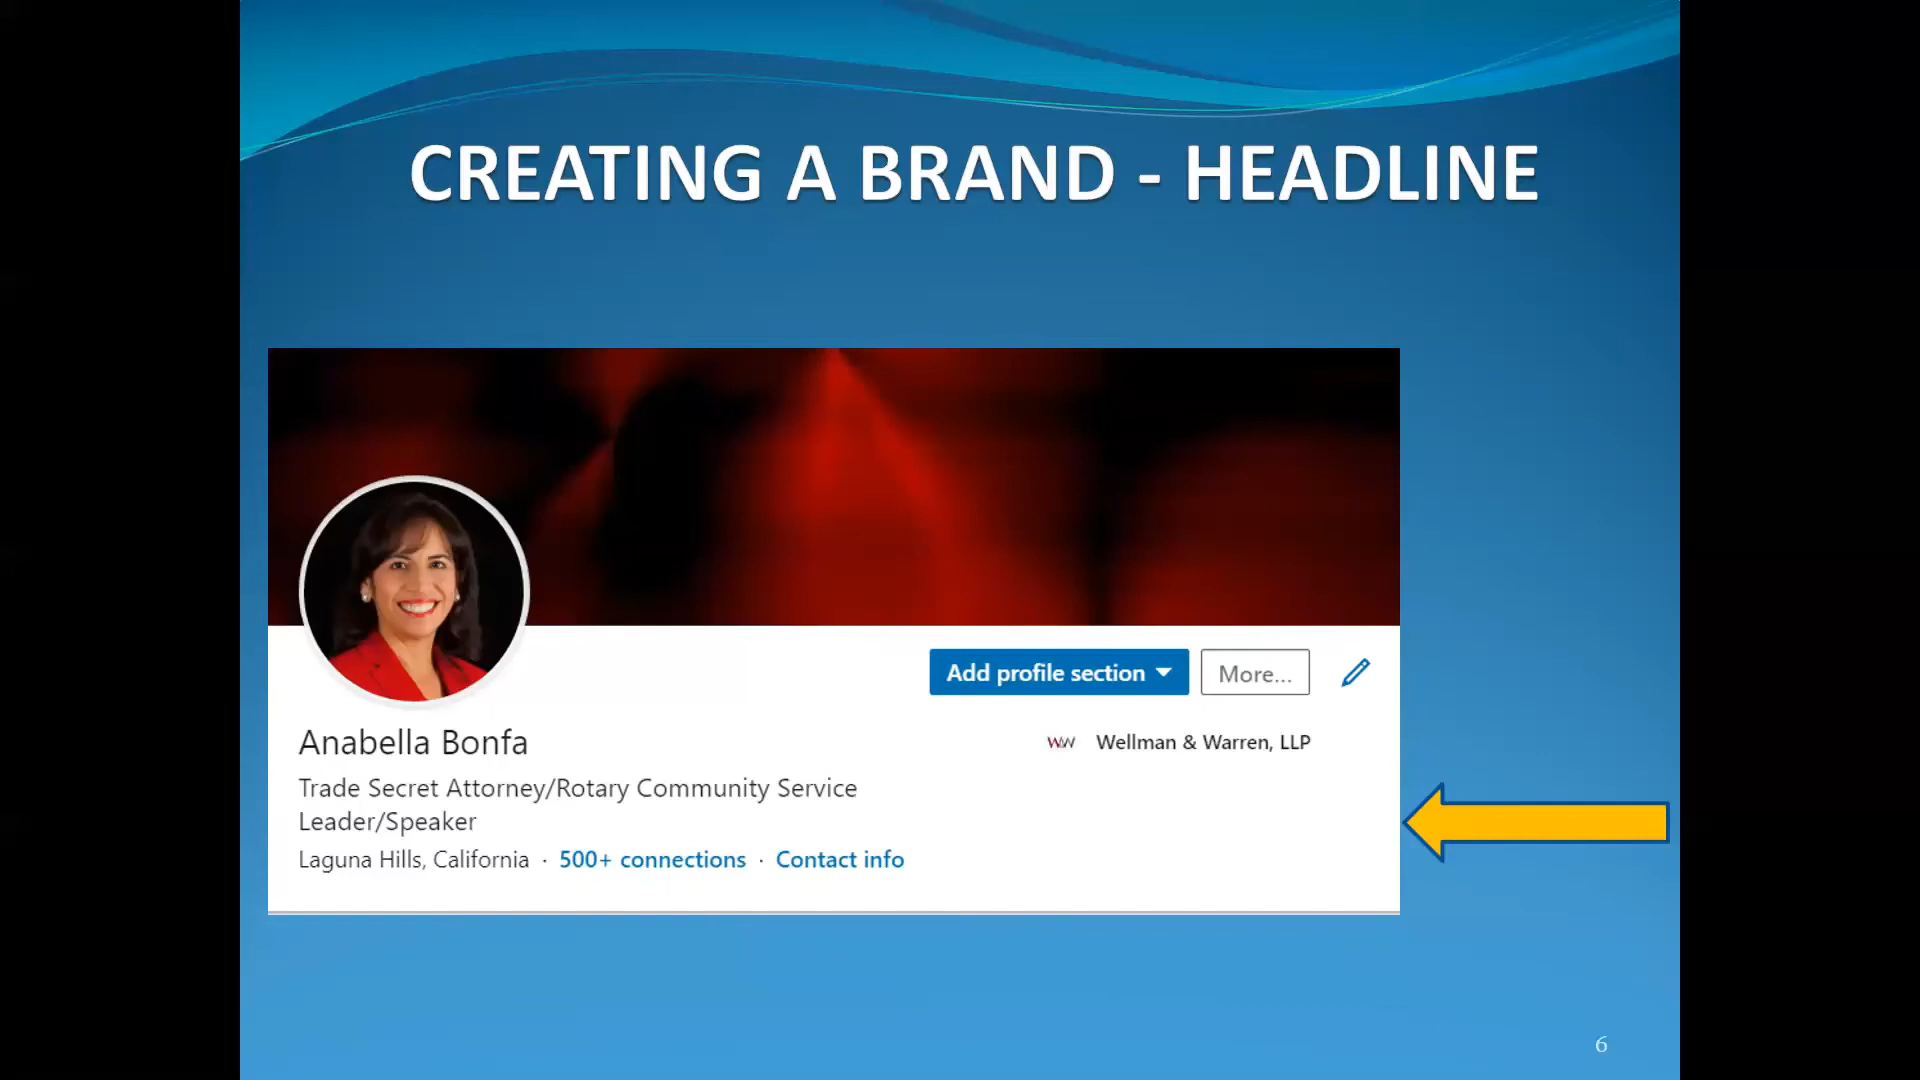 CREATING A BRAND - HEADLINE
Add profile section
More...
Anabella Bonfa
WW Wellman & Warren, LLP
Trade Secret Attorney/Rotary Community Service
Leader/Speaker
Laguna Hills, California · 500+ connections · Contact info
6